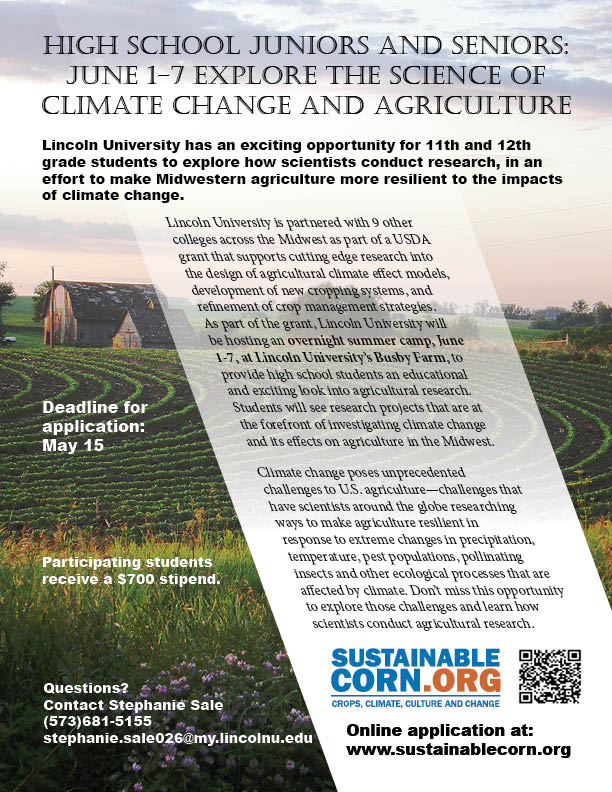 HIGH SCHOOL JUNIORS AND SENIORS:
JUNE 1-7 EXPLORE THE SCIENCE OF
CLIMATE CHANGE AND AGRICULTURE
Lincoln University has an exciting opportunity for 11th and 12th
grade students to explore how scientists conduct research, in an
effort to make Midwestern agriculture more resilient to the impacts
of climate change.
Lincoln University is partnered with 9 other
colleges across the Midwest as part of a USDA
grant that supports cutting edge research into
the design of agricultural climate effect models,
development of new cropping systems, and
refinement of crop management strategies.
As part of the grant, Lincoln University will
be hosting an overnight summer camp, June
1-7, at Lincoln University's Busby Farm, to
provide high school students an educational
and exciting look into agricultural research.
Students will see research projects that are at
the forefront of investigating climate change
and its effects on agriculture in the Midwest.
Deadline for
application:
May 15
Climate change poses unprecedented
challenges to U.S. agriculture—challenges that
have scientists around the globe researching
ways to make agriculture resilient in
response to extreme changes in precipitation,
temperature, pest populations, pollinating
insects and other ecological processes that are
affected by climate. Don't miss this opportunity
to explore those challenges and learn how
scientists conduct agricultural research.
Participating students
receive a $700 stipend.
SUSTAINABLE
CORN.ORG
CROPS, CLIMATE, CULTURE AND CHANGE
Questions?
Contact Stephanie Sale
(573)681-5155
stephanie.sale026@my.lincolnu.edu
Online application at:
www.sustainablecorn.org